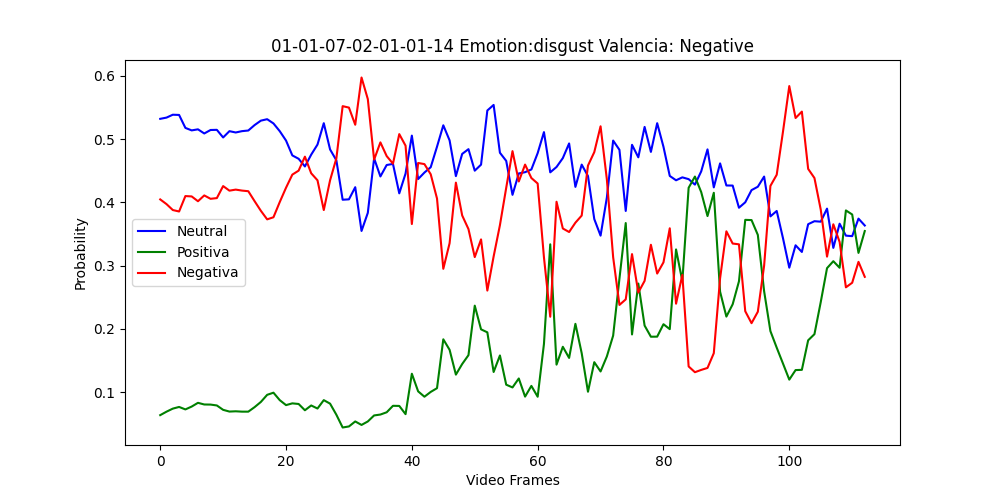 01-01-07-02-01-01-14 Emotion:disgust Valencia: Negative
0.6
0.5
0.4
0.3
0.2
0.1
Probability
Neutral
Positiva
Negativa
0 20 40 60 80 100
Video Frames